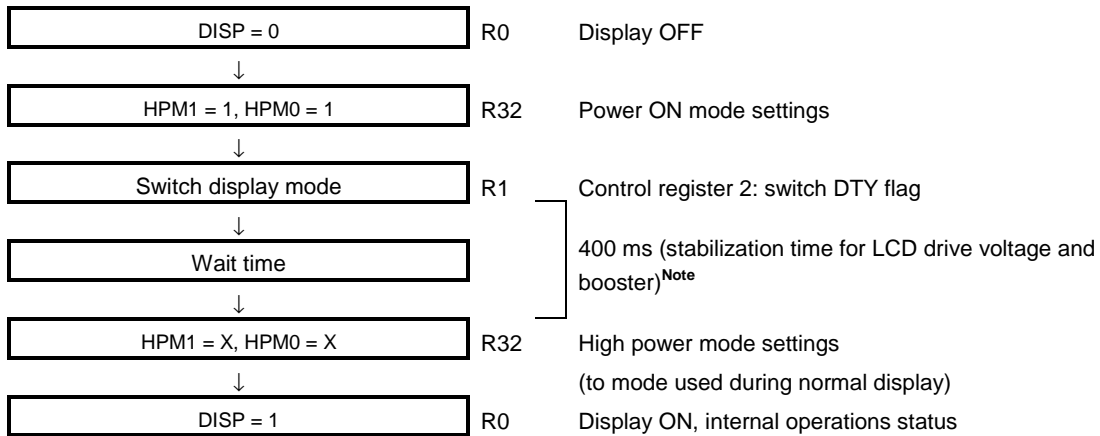 DISP = 0 R0 Display OFF
↓
HPM1 = 1, HPM0 = 1 R32 Power ON mode settings
↓
Switch display mode R1 Control register 2: switch DTY flag
↓
400 ms (stabilization time for LCD drive voltage and
Wait time
booster)Note
↓
HPM1 = X, HPM0 = X R32 High power mode settings
(to mode used during normal display)
↓
DISP = 1 R0 Display ON, internal operations status